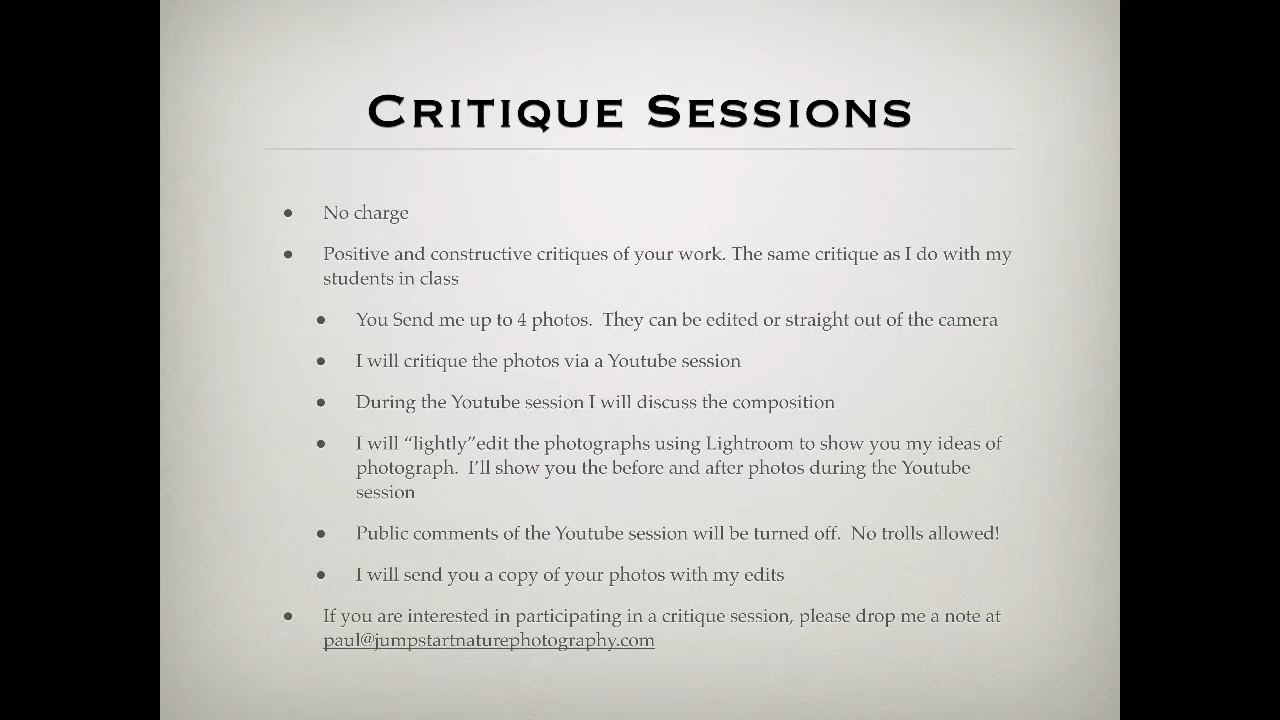 Critique Sessions
• No charge
• Positive and constructive critiques of your work. The same critique as I do with my
students in class
• You Send me up to 4 photos.  They can be edited or straight out of the camera
• I will critique the photos via a Youtube session
• During the Youtube session I will discuss the composition
• I will “lightly”edit the photographs using Lightroom to show you my ideas of
photograph.  I’ll show you the before and after photos during the Youtube
session
• Public comments of the Youtube session will be turned off.  No trolls allowed!
• I will send you a copy of your photos with my edits
• If you are interested in participating in a critique session, please drop me a note at
paul@jumpstartnaturephotography.com